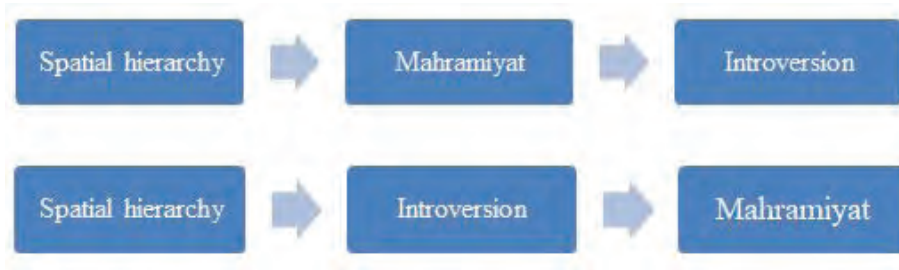 Spatial hierarchy
Mahramiyat
Introversion
Spatial hierarchy
Introversion
Mahramiyat